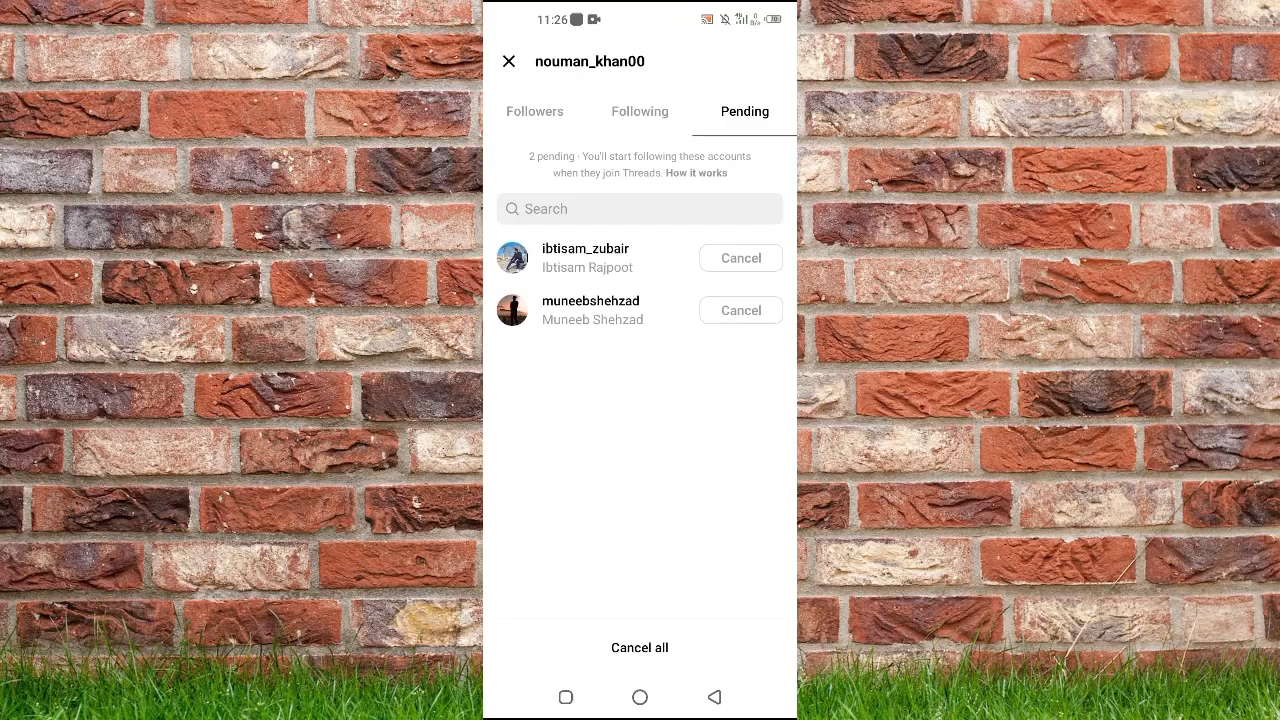 11:26
nouman_khan00
Followers Following Pending
2 pending · You'll start following these accounts
when they join Threads. How it works
Search
ibtisam_zubair
Ibtisam Rajpoot
Cancel
muneebshehzad
Muneeb Shehzad
Cancel
Cancel all